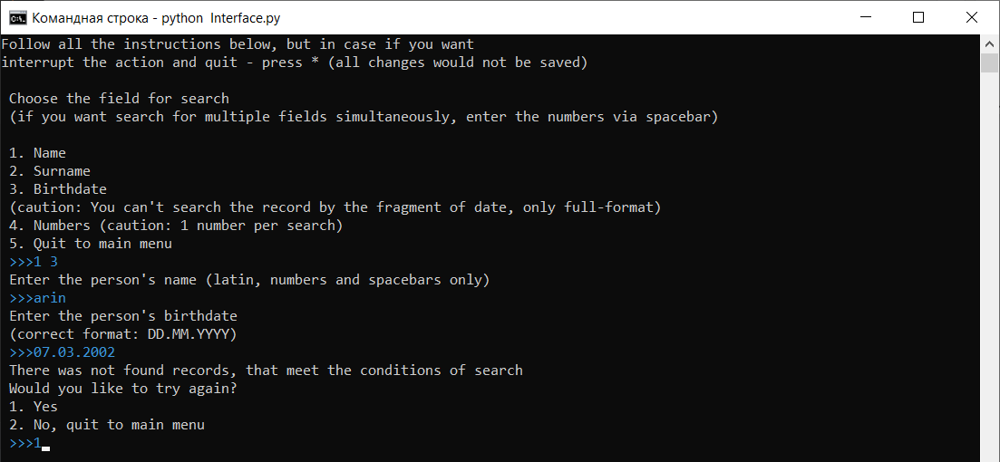 Командная строка - python  Interface.py
Follow all the instructions below, but in case if you want
interrupt the action and quit - press * (all changes would not be saved)
Choose the field for search
(if you want search for multiple fields simultaneously, enter the numbers via spacebar)
1. Name
2. Surname
3. Birthdate
(caution: You can't search the record by the fragment of date, only full-format)
4. Numbers (caution: 1 number per search)
5. Quit to main menu
>>>1 3
Enter the person's name (latin, numbers and spacebars only)
>>>arin
Enter the person's birthdate
(correct format: DD.MM.YYYY)
>>>07.03.2002
There was not found records, that meet the conditions of search
Would you like to try again?
1. Yes
2. No, quit to main menu
>>>1